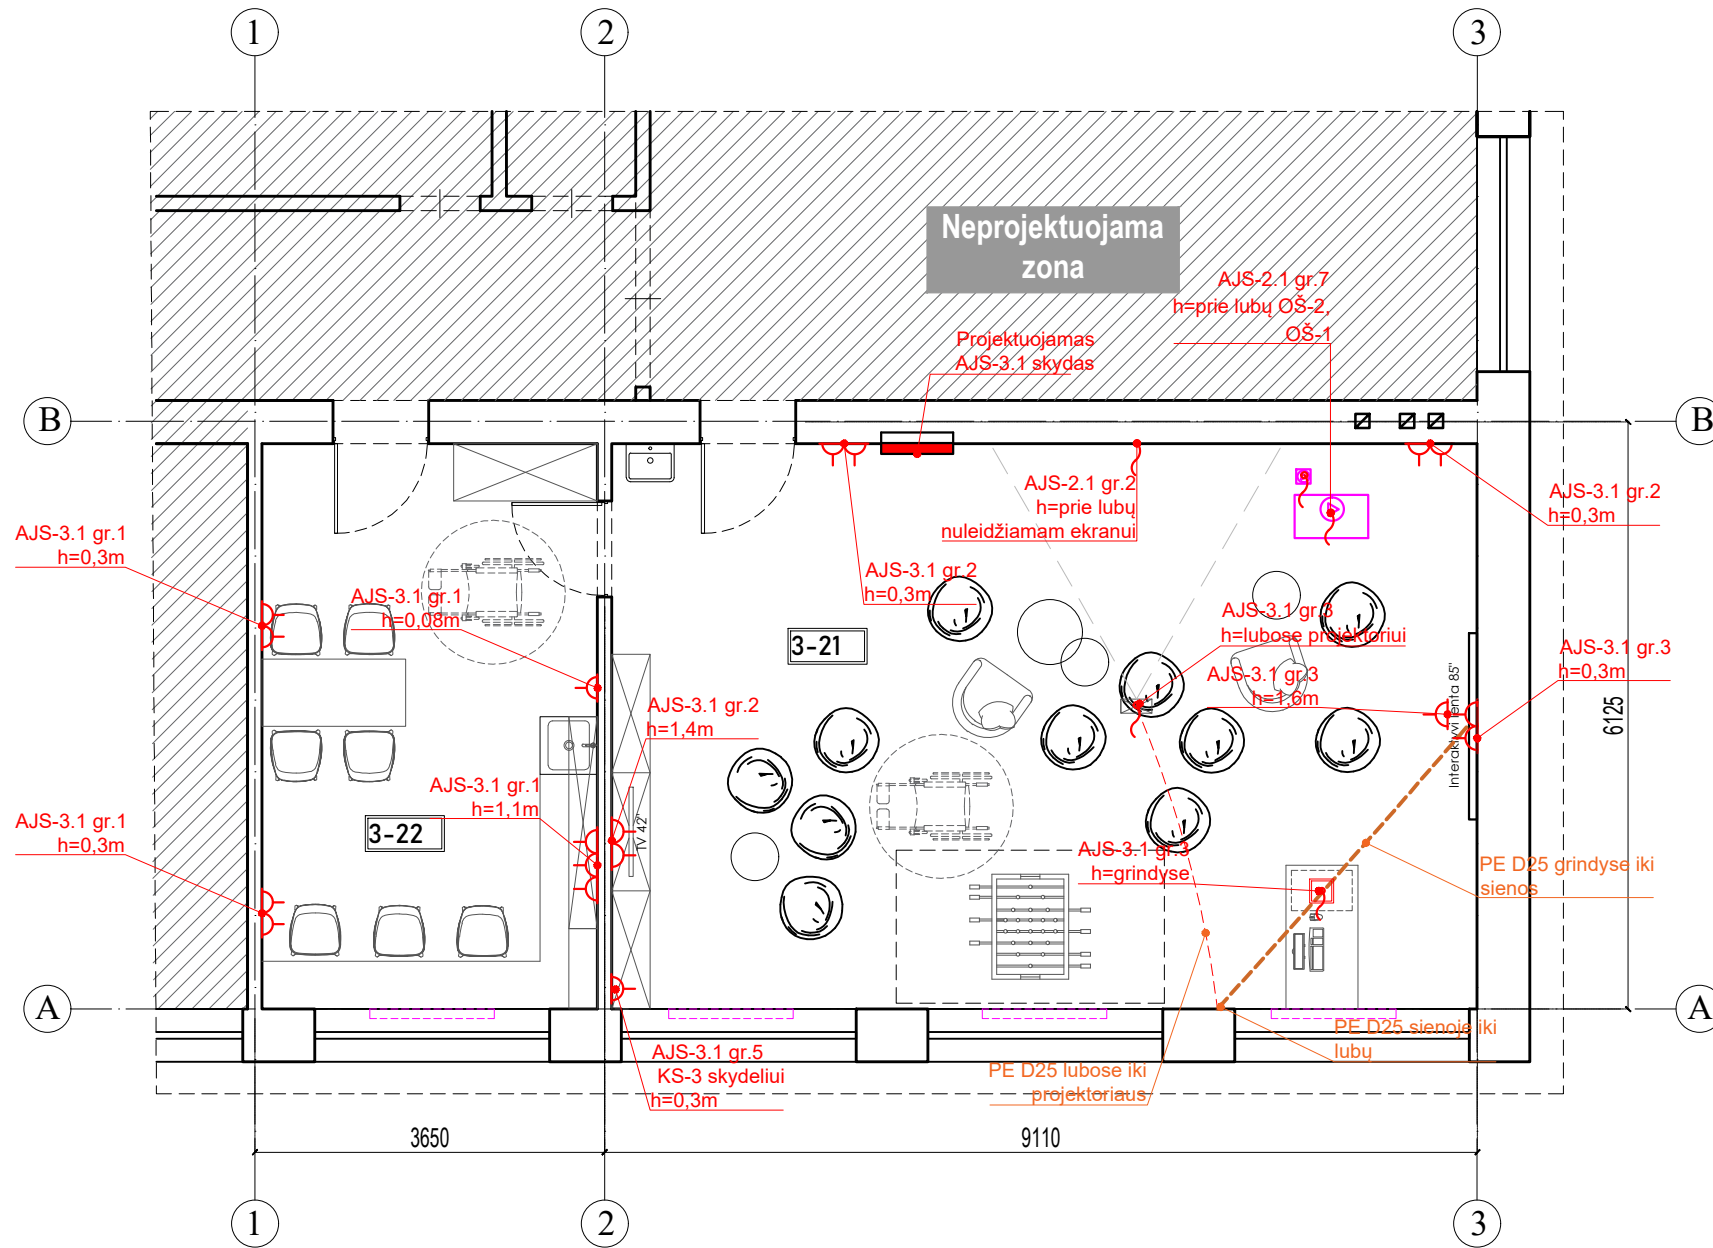 1
2
3
Neprojektuojama
zona
AJS-2.1 gr.7
h=prie lubų OŠ-2,
OŠ-1
Projektuojamas
AJS-3.1 skydas
B
B
AJS-2.1 gr.2
h=prie lubų
nuleidžiamam ekranui
AJS-3.1 gr.2
h=0,3m
AJS-3.1 gr.1
h=0,3m
AJS-3.1 gr.2
h=0,3m
AJS-3.1 gr.1
h=0,08m
AJS-3.1 gr.3
h=lubose projektoriui
3-21
AJS-3.1 gr.3
h=0,3m
AJS-3.1 gr.3
h=1,6m
Interaktyvi lenta 85"
6125
AJS-3.1 gr.2
h=1,4m
AJS-3.1 gr.1
h=1,1m
TV 42"
3-22
AJS-3.1 gr.1
h=0,3m
AJS-3.1 gr.3
h=grindyse
PE D25 grindyse iki
sienos
A
A
PE D25 sienoje iki
lubų
AJS-3.1 gr.5
KS-3 skydeliui
h=0,3m
PE D25 lubose iki
projektoriaus
3650
9110
1
2
3